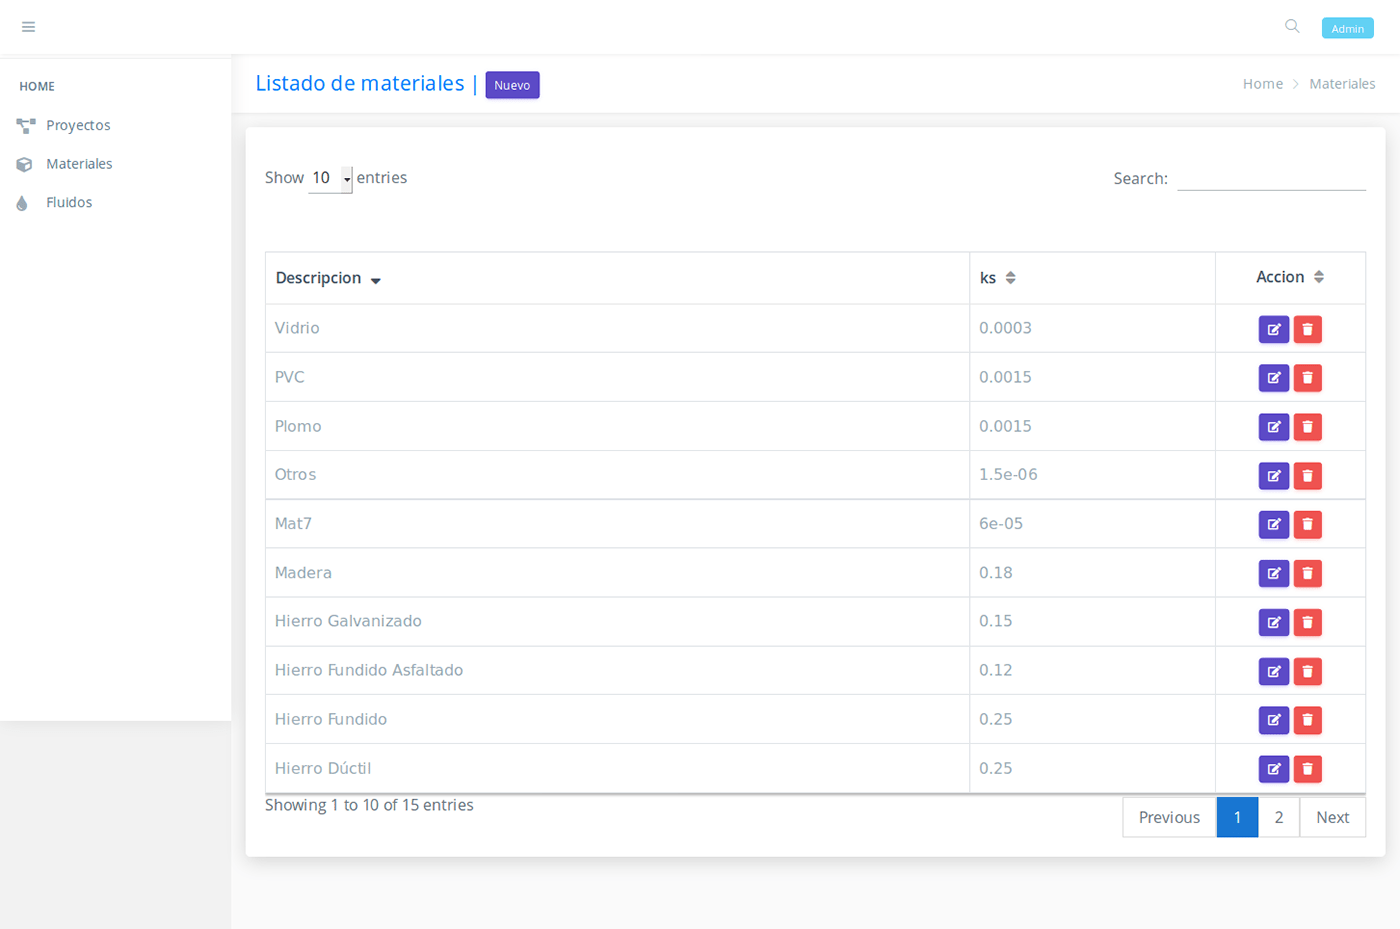 Admin
HOME
Proyectos
Materiales
Fluidos
Listado de materiales | Nuevo
Home Materiales
Show 10 entries
Search:
Descripcion ks Accion
Vidrio 0.0003
PVC 0.0015
Plomo 0.0015
Otros 1.5e-06
Mat7 6e-05
Madera 0.18
Hierro Galvanizado 0.15
Hierro Fundido Asfaltado 0.12
Hierro Fundido 0.25
Hierro Dúctil 0.25
Showing 1 to 10 of 15 entries
Previous 1 2 Next